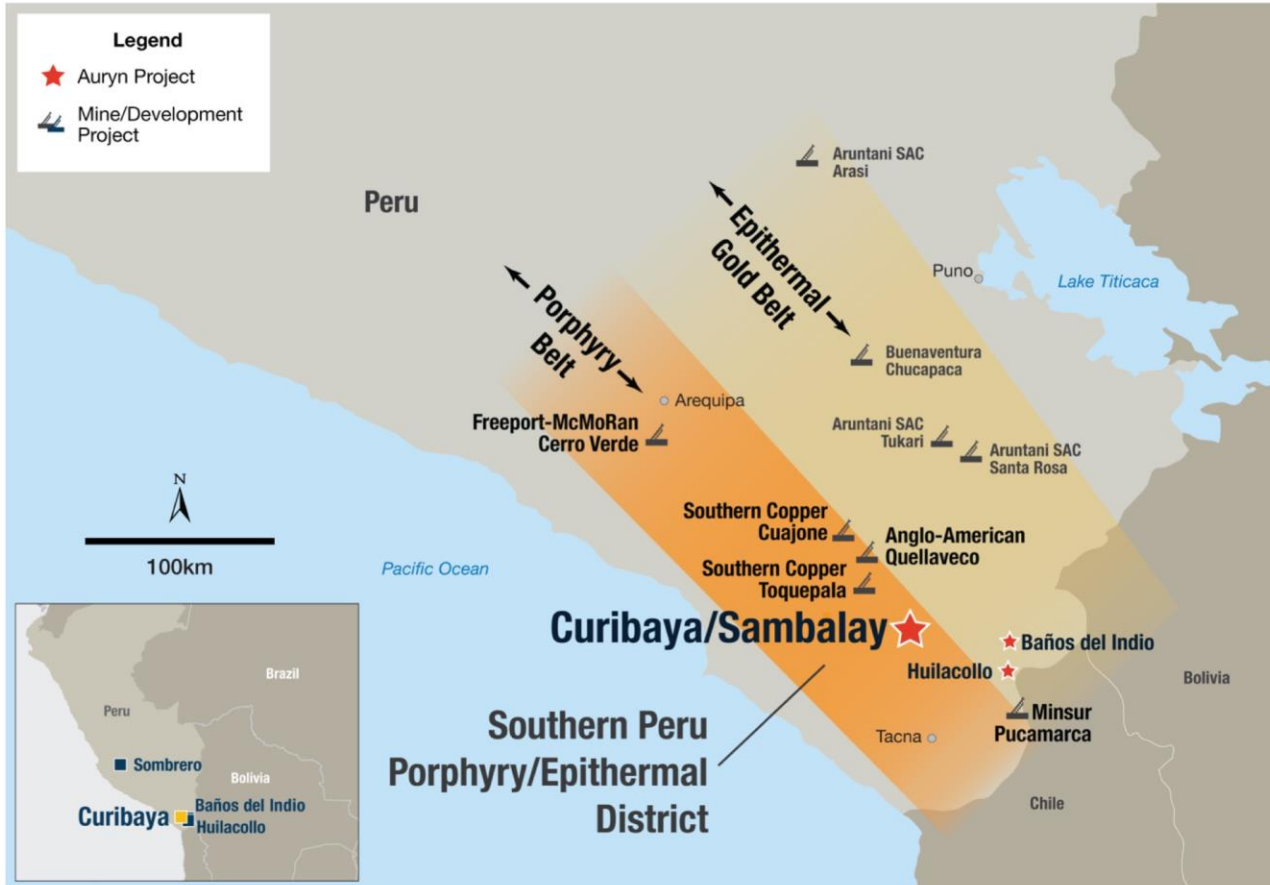 Legend
Auryn Project
Mine/Development
Project
Peru
Aruntani SAC
Arasi
Epithermal
Gold Belt
Puno
Lake Titicaca
Porphyry
Belt
Buenaventura
Chucapaca
Arequipa
Freeport-McMoRan
Cerro Verde
Aruntani SAC
Tukari
Aruntani SAC
Santa Rosa
N
100km
Pacific Ocean
Southern Copper
Cuajone
Anglo-American
Quellaveco
Southern Copper
Toquepala
Curibaya/Sambalay
Baños del Indio
Huilacollo
Bolivia
Minsur
Pucamarca
Southern Peru
Porphyry/Epithermal
District
Tacna
Chile
Brazil
Peru
Sombrero
Bolivia
Curibaya
Baños del Indio
Huilacollo